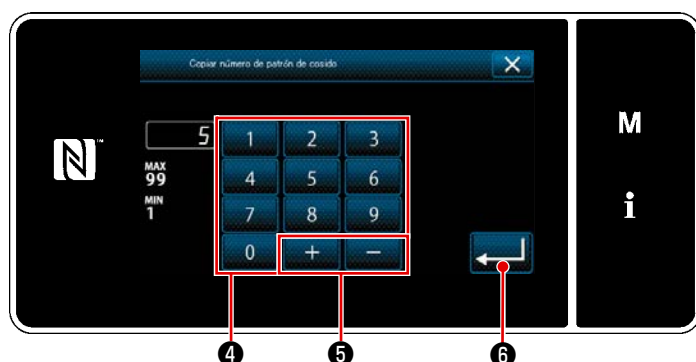 Copiar número de patrón de cosido
X
5
MAX
99
MIN
1
1 2 3
4 5 6
7 8 9
0 + −
N™
M
i
❹ ❺ ❻